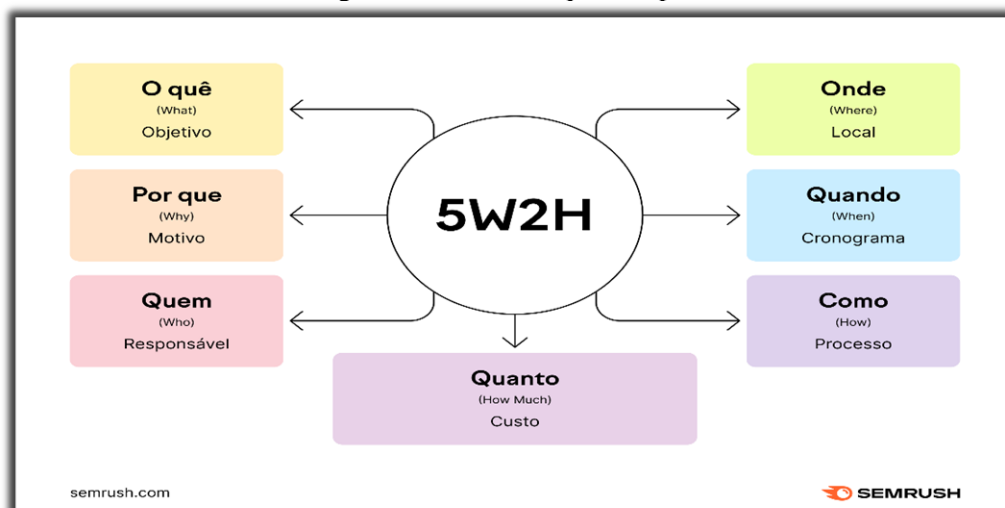 O quê
(What)
Objetivo
Por que
(Why)
Motivo
Quem
(Who)
Responsável
5W2H
Onde
(Where)
Local
Quando
(When)
Cronograma
Como
(How)
Processo
Quanto
(How Much)
Custo
semrush.com
SEMRUSH